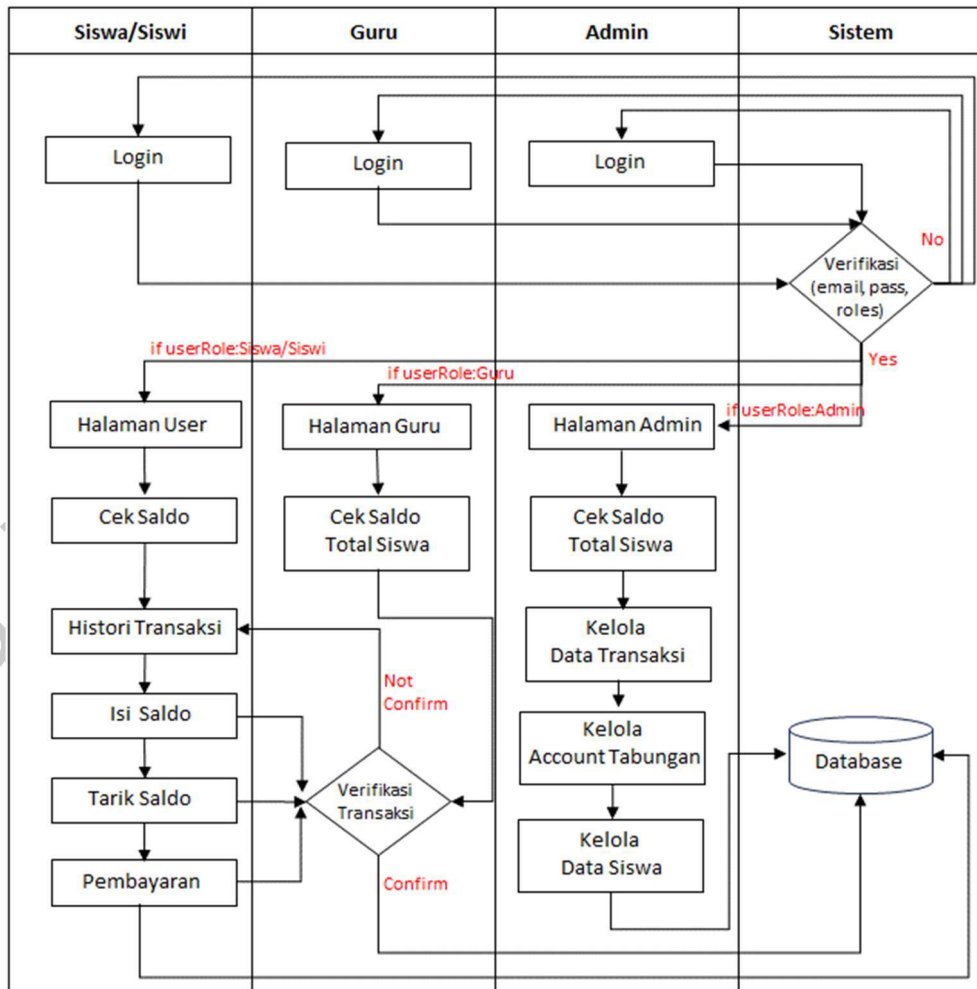 Siswa/Siswi
Guru
Admin
Sistem
Login
Login
Login
No
Verifikasi
(email, pass,
roles)
Yes
if userRole:Siswa/Siswi
if userRole:Guru
if userRole:Admin
Halaman User
Halaman Guru
Halaman Admin
Cek Saldo
Cek Saldo
Total Siswa
Cek Saldo
Total Siswa
Histori Transaksi
Kelola
Data Transaksi
Not
Confirm
Isi Saldo
Kelola
Account Tabungan
Database
Tarik Saldo
Verifikasi
Transaksi
Kelola
Data Siswa
Pembayaran
Confirm